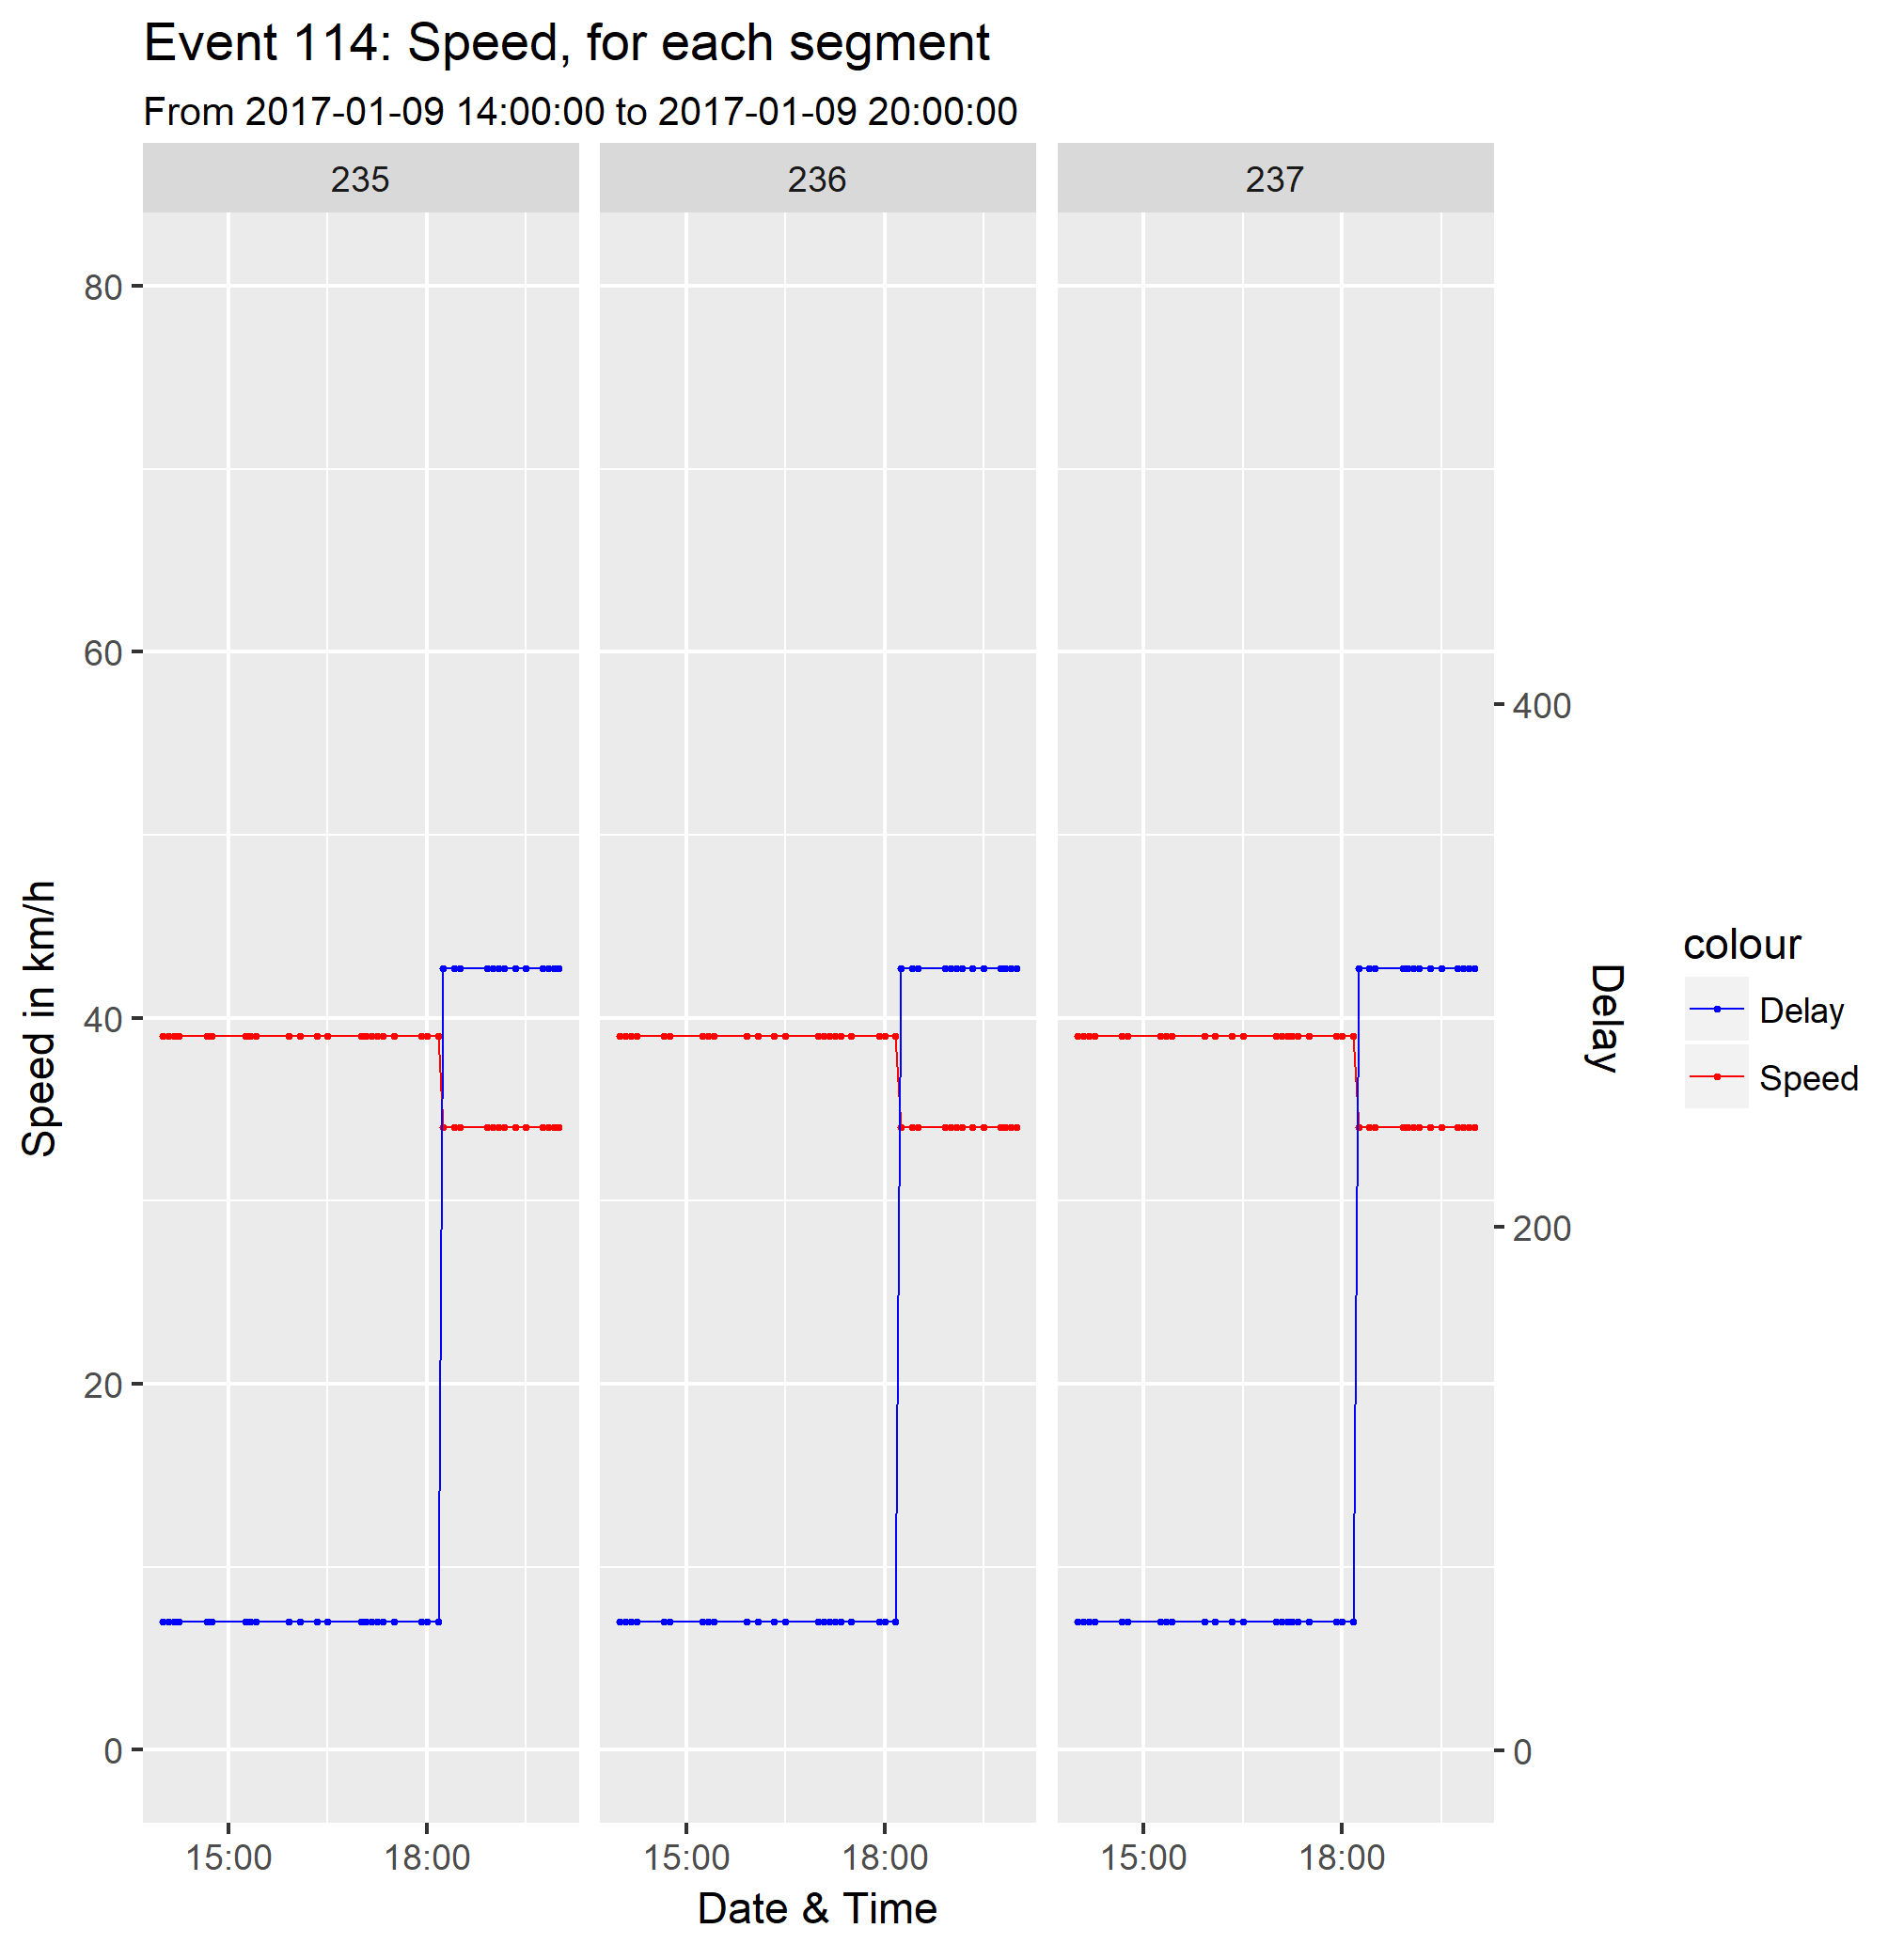 Event 114: Speed, for each segment
From 2017-01-09 14:00:00 to 2017-01-09 20:00:00
235
236
237
80
60
40
20
0
Speed in km/h
400
200
0
Delay
15:00
18:00
15:00
18:00
15:00
18:00
Date & Time
colour
Delay
Speed